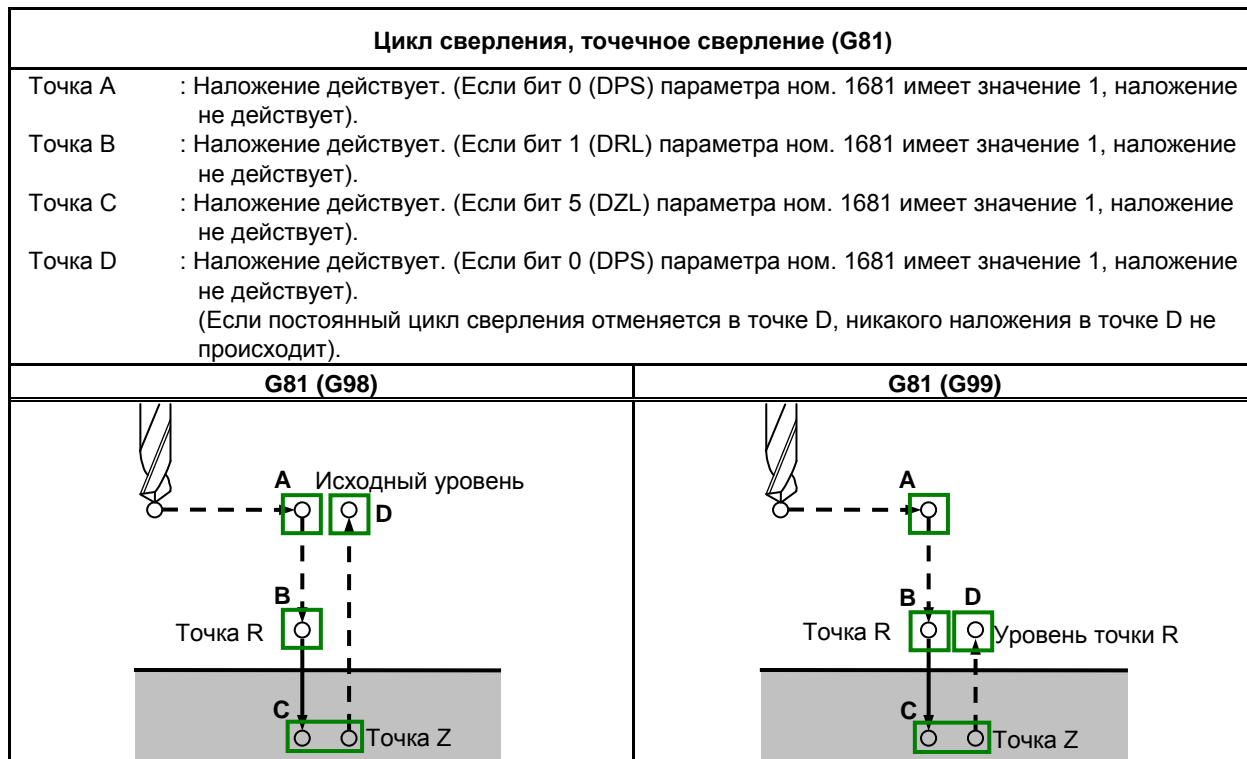 Цикл сверления, точечное сверление (G81)
Точка A : Наложение действует. (Если бит 0 (DPS) параметра ном. 1681 имеет значение 1, наложение
не действует).
Точка B : Наложение действует. (Если бит 1 (DRL) параметра ном. 1681 имеет значение 1, наложение
не действует).
Точка C : Наложение действует. (Если бит 5 (DZL) параметра ном. 1681 имеет значение 1, наложение
не действует).
Точка D : Наложение действует. (Если бит 0 (DPS) параметра ном. 1681 имеет значение 1, наложение
не действует).
(Если постоянный цикл сверления отменяется в точке D, никакого наложения в точке D не
происходит).
G81 (G98)
G81 (G99)
A Исходный уровень
D
B
Точка R
C
Точка Z
A
B D
Точка R Уровень точки R
C
Точка Z